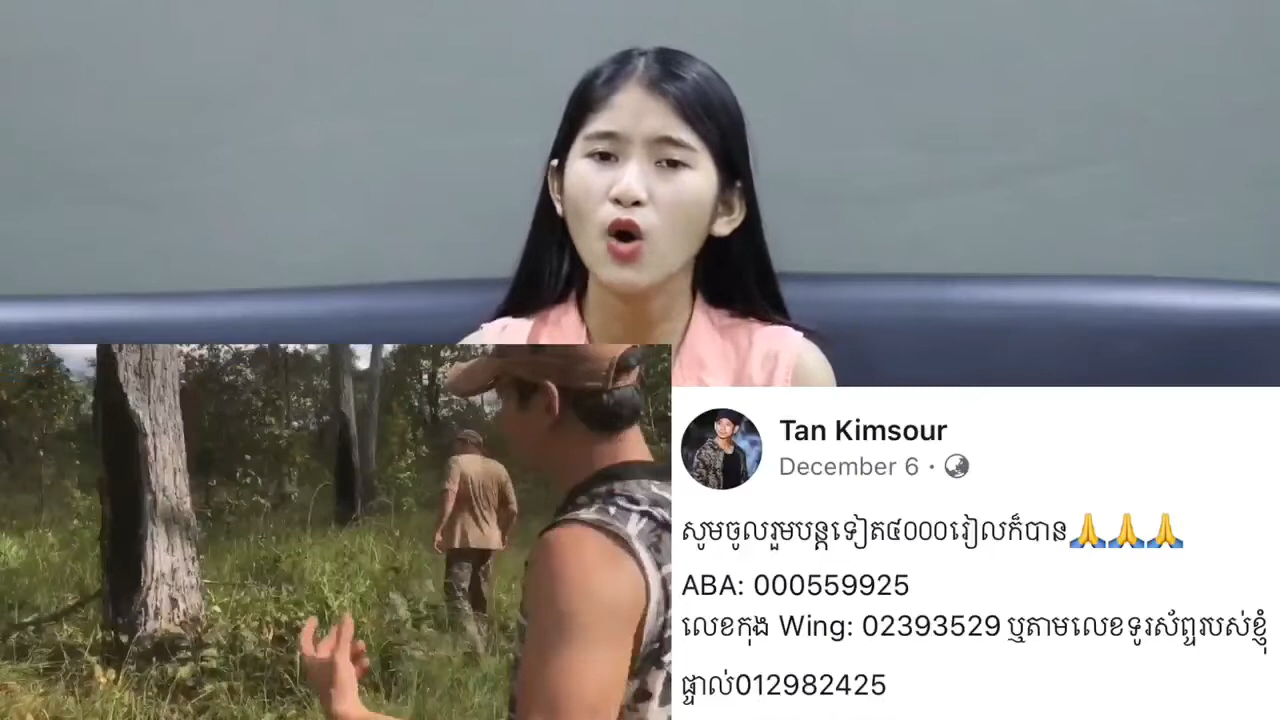 Tan Kimsour
December 6 ·
សូមចូលរួមបន្តទៀត៤០០០រៀលក៏បាន🙏🙏🙏
ABA: 000559925
លេខកុង Wing: 02393529 ឬតាមលេខទូរស័ព្ទរបស់ខ្ញុំ
ផ្ទាល់012982425